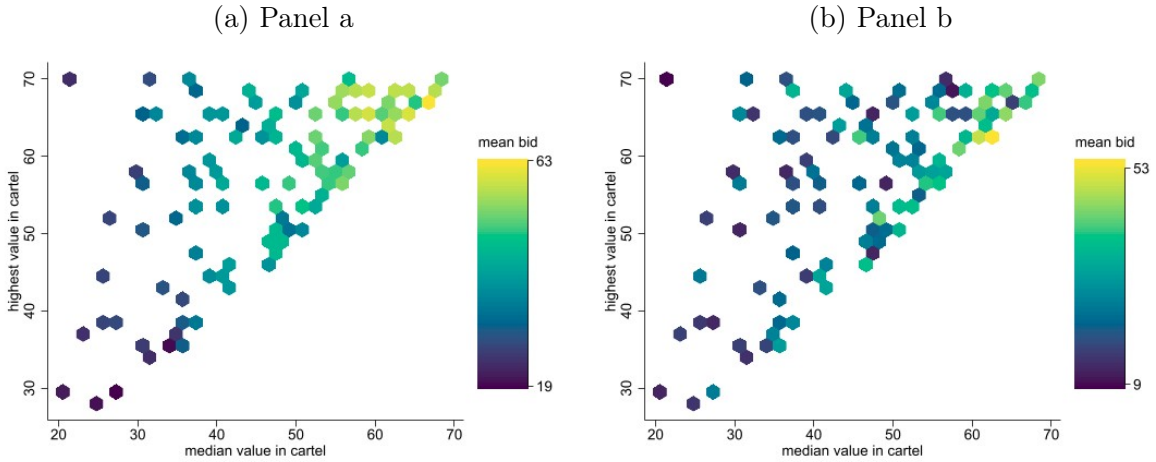 (a) Panel a
70
60
50
40
30
highest value in cartel
20 30 40 50 60 70
median value in cartel
mean bid
63
19
(b) Panel b
70
60
50
40
30
highest value in cartel
20 30 40 50 60 70
median value in cartel
mean bid
53
9